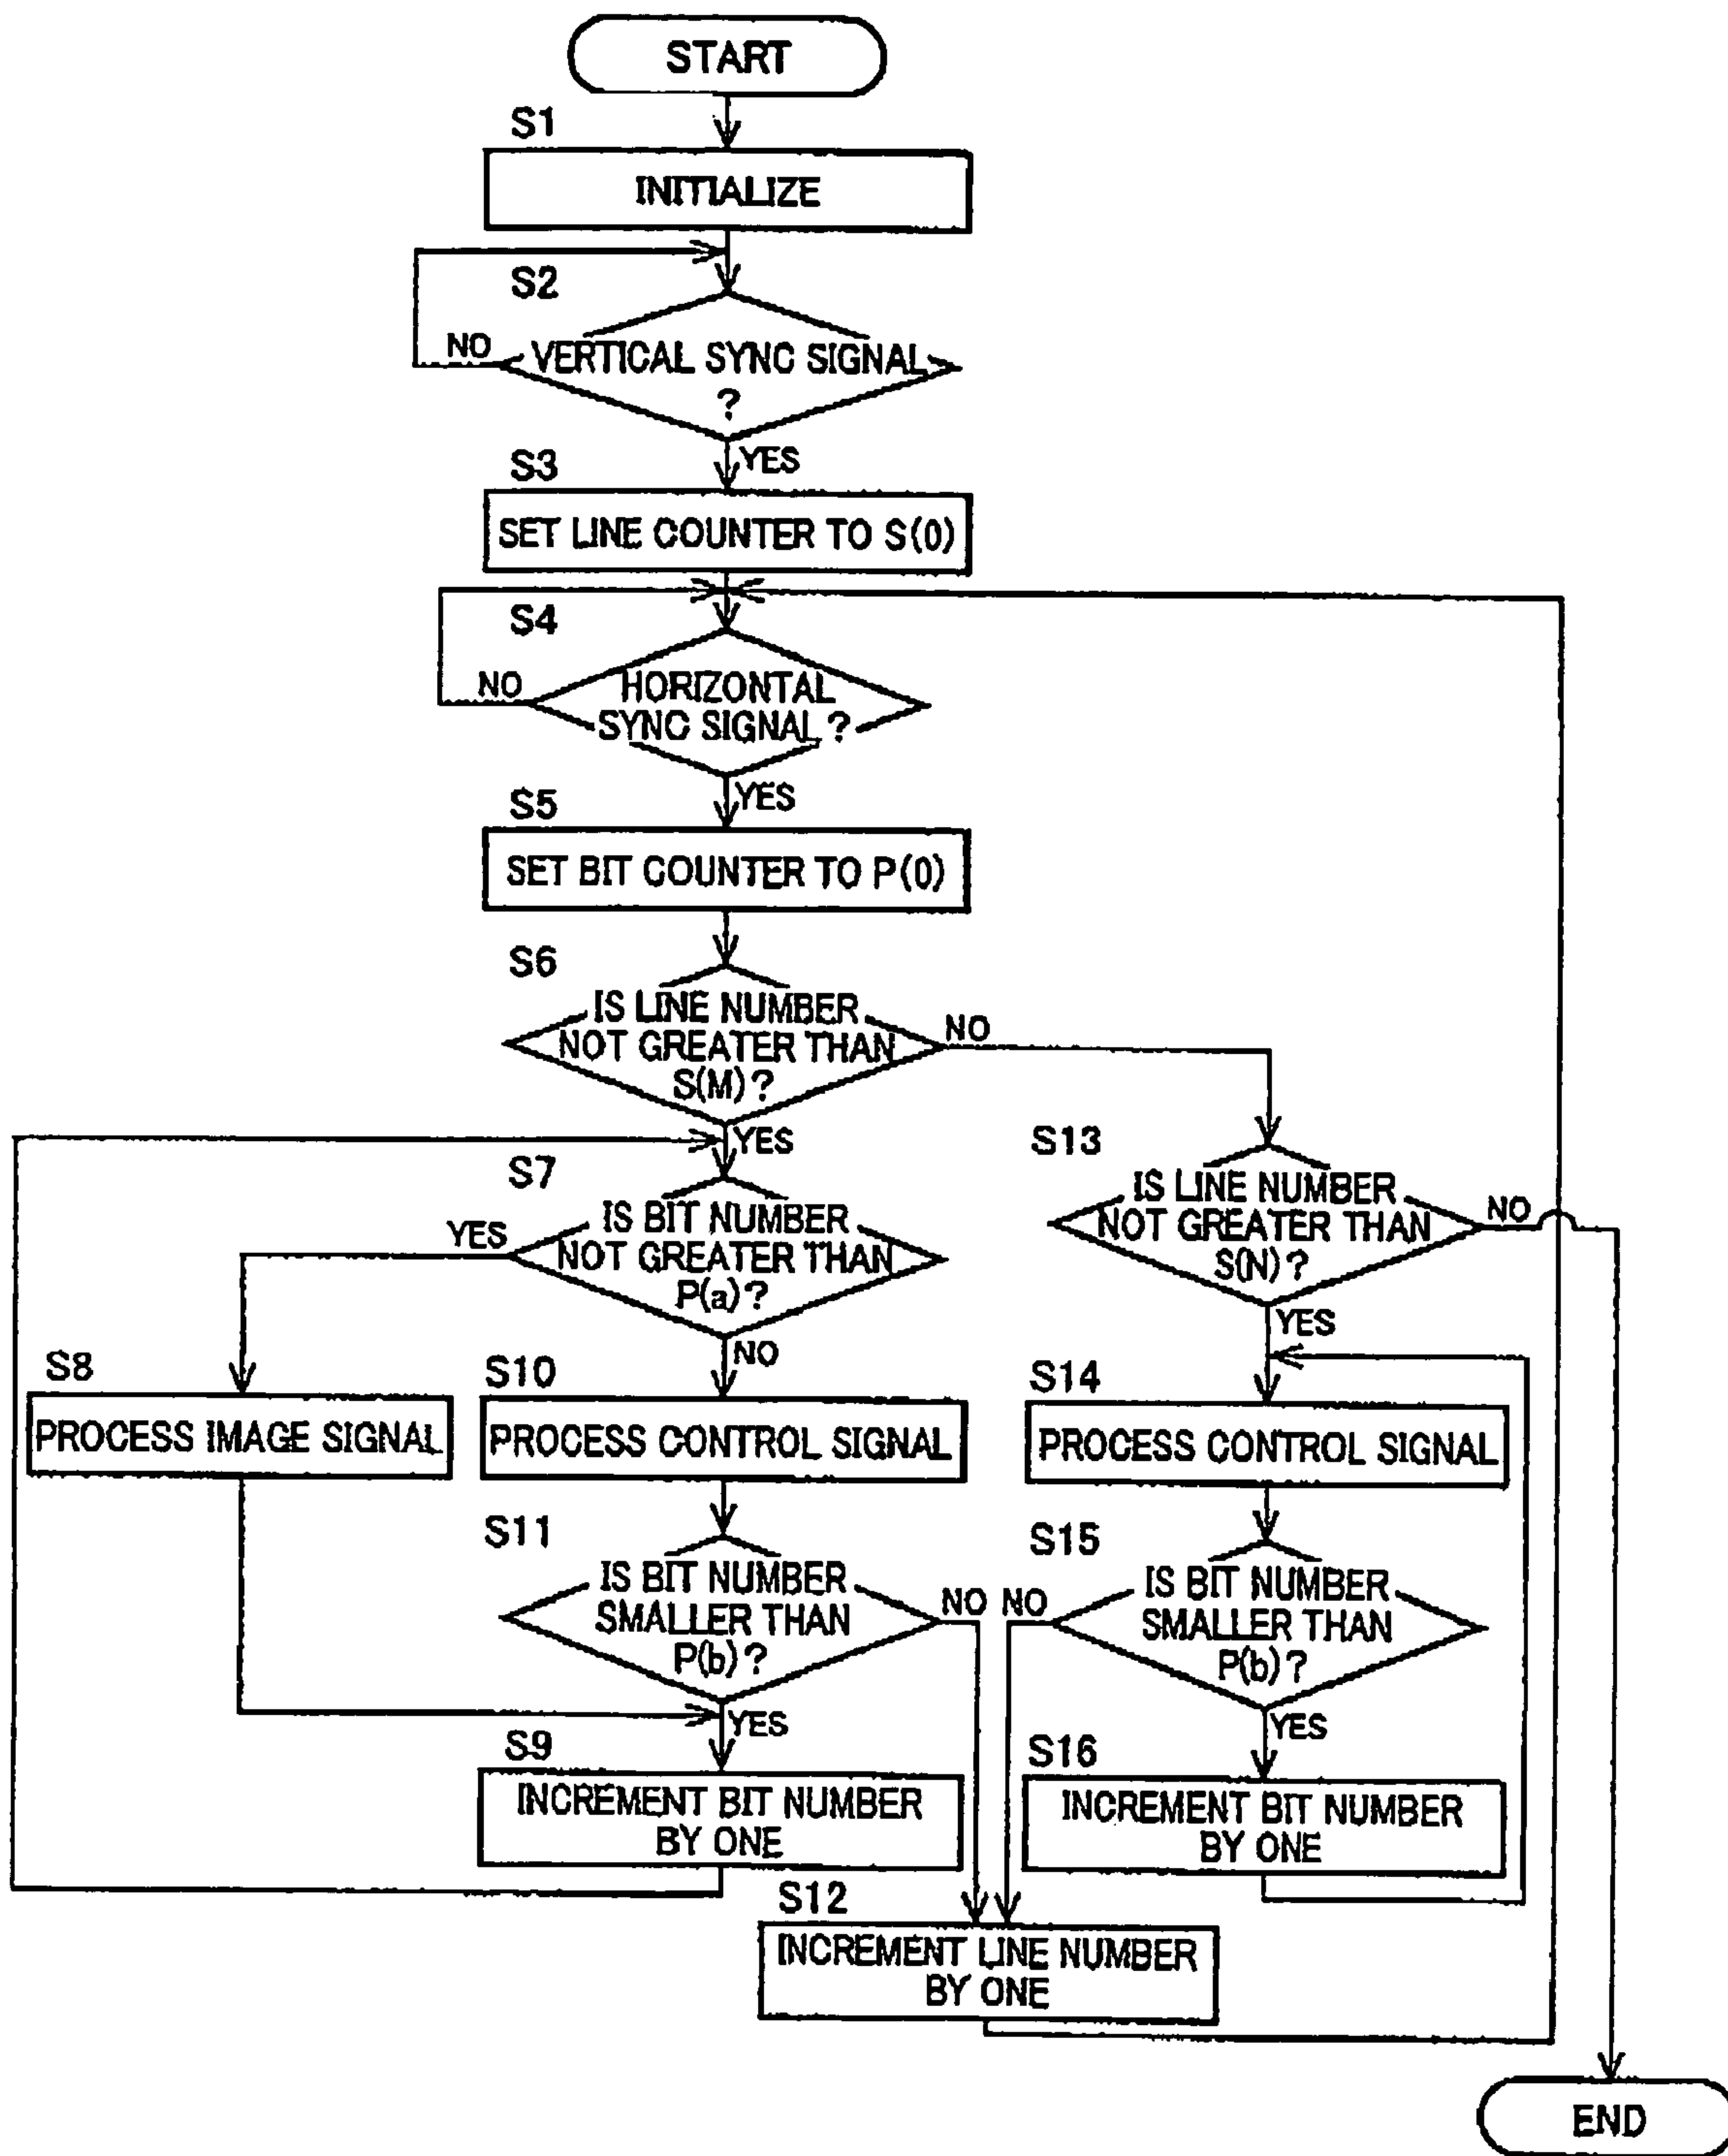 START
S1
INITIALIZE
S2
NO
VERTICAL SYNC SIGNAL
?
YES
S3
SET LINE COUNTER TO S(0)
S4
NO
HORIZONTAL
SYNC SIGNAL?
YES
S5
SET BIT COUNTER TO P(0)
S6
IS LINE NUMBER
NOT GREATER THAN
S(M)?
NO
YES
S7
IS BIT NUMBER
NOT GREATER THAN
P(a)?
YES
NO
S13
IS LINE NUMBER
NOT GREATER THAN
S(N)?
NO
YES
S8
PROCESS IMAGE SIGNAL
S10
PROCESS CONTROL SIGNAL
S14
PROCESS CONTROL SIGNAL
S11
IS BIT NUMBER
SMALLER THAN
P(b)?
NO
YES
S15
IS BIT NUMBER
SMALLER THAN
P(b)?
NO
YES
S9
INCREMENT BIT NUMBER
BY ONE
S16
INCREMENT BIT NUMBER
BY ONE
S12
INCREMENT LINE NUMBER
BY ONE
END